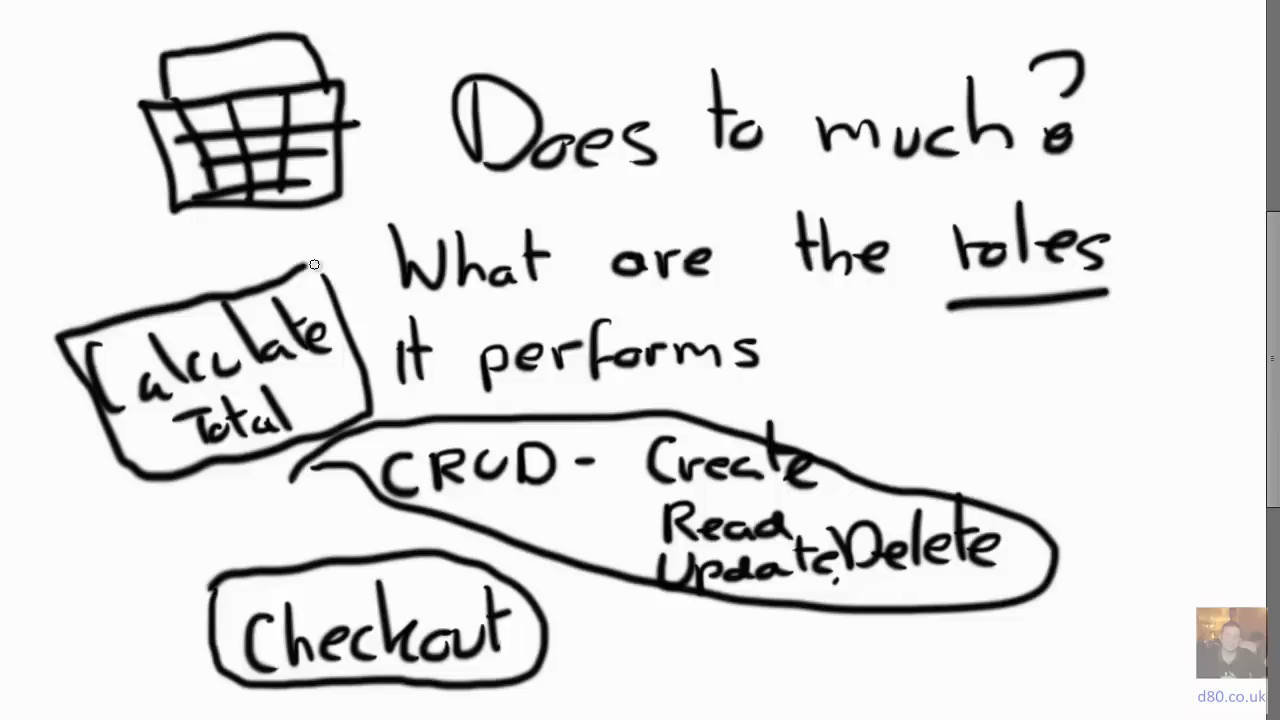 Does to much?
What are the roles
it performs
Calculate
Total
CRUD - Create
Read
Update, Delete
Checkout
d80.co.uk